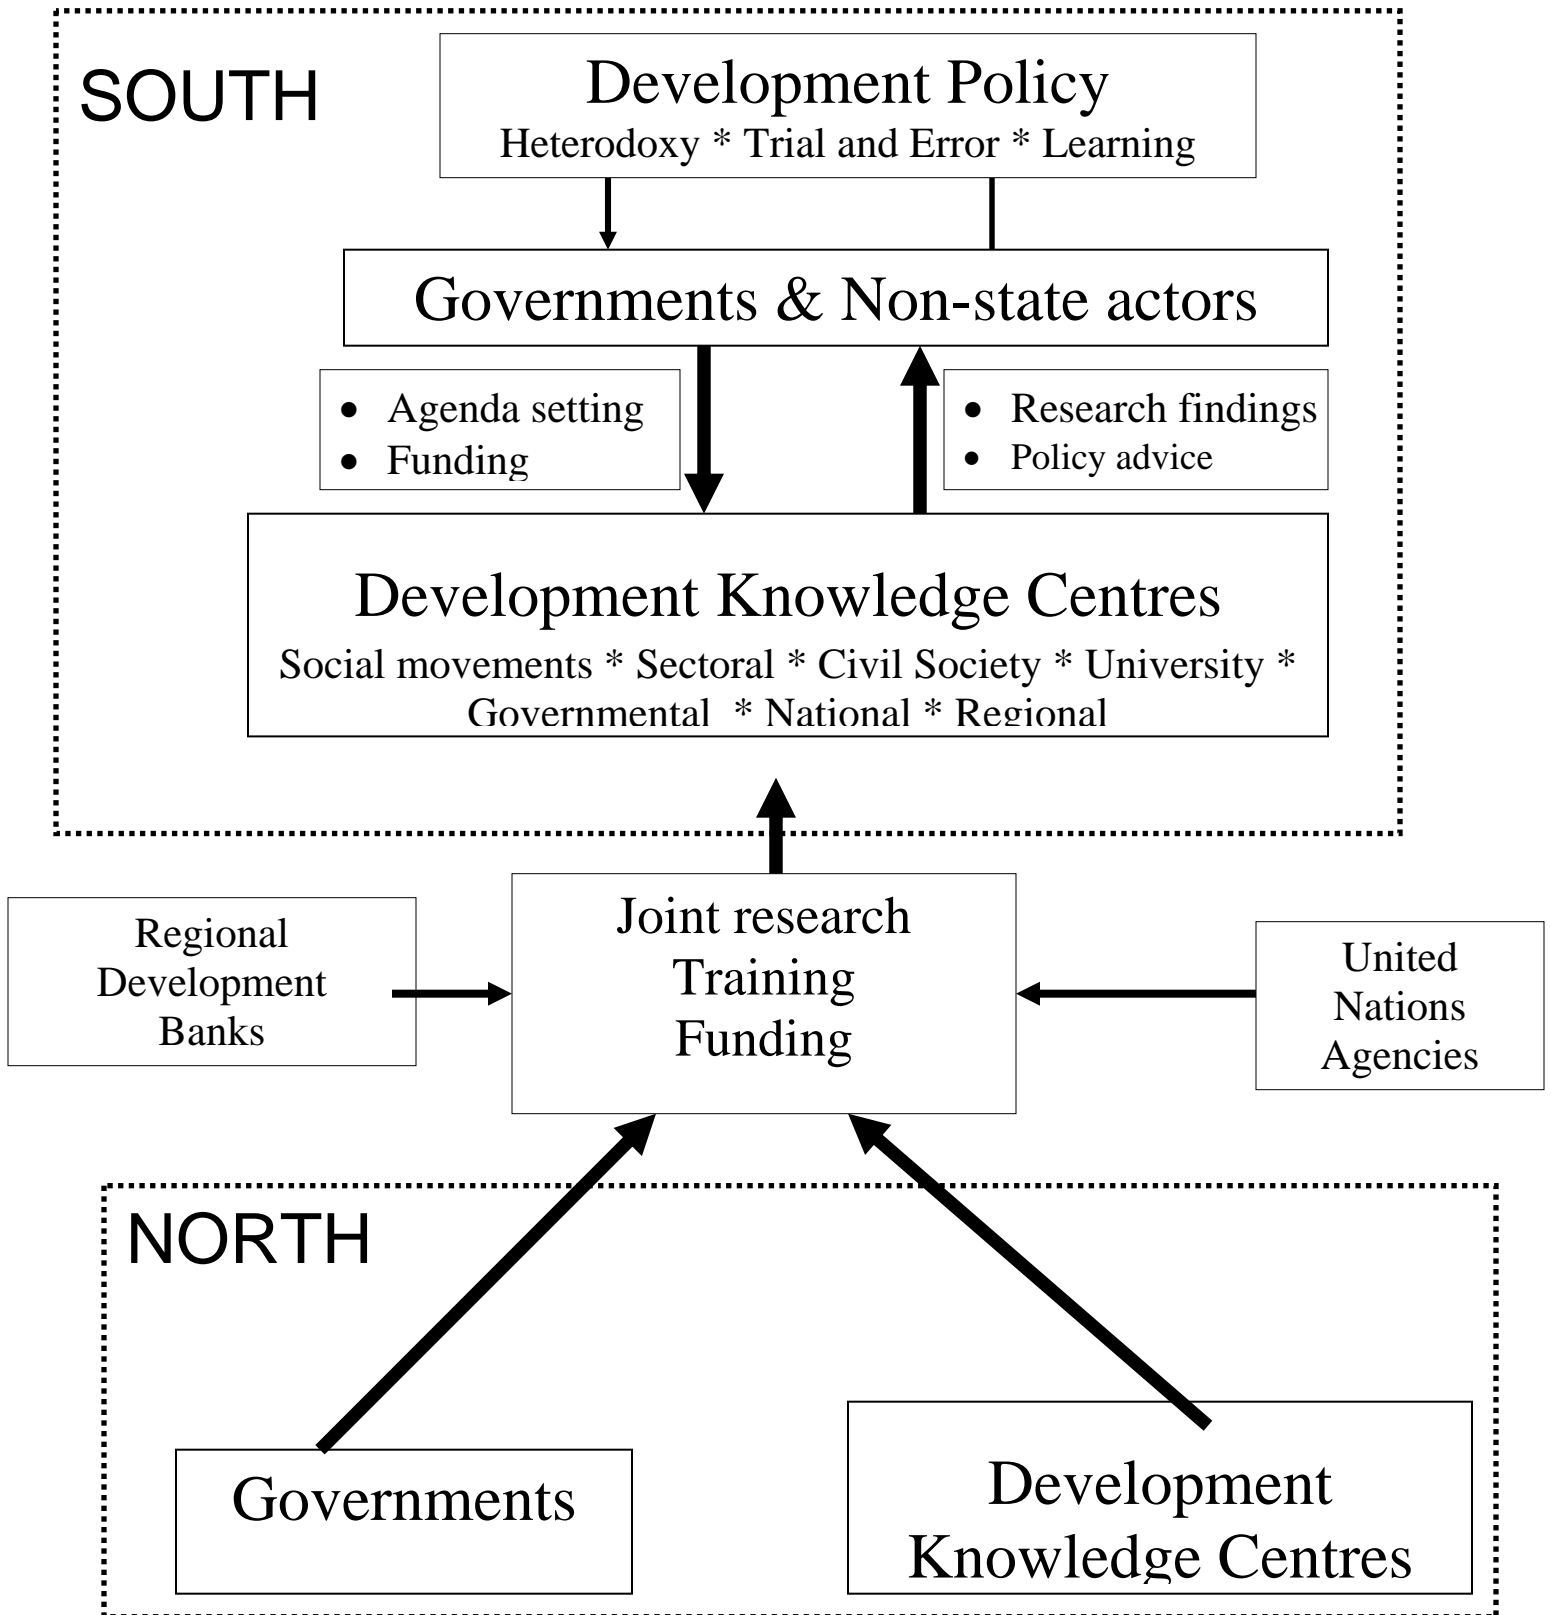 SOUTH
Development Policy
Heterodoxy * Trial and Error * Learning
Governments & Non-state actors
• Agenda setting
• Funding
• Research findings
• Policy advice
Development Knowledge Centres
Social movements * Sectoral * Civil Society * University *
Governmental * National * Regional
Regional
Development
Banks
Joint research
Training
Funding
United
Nations
Agencies
NORTH
Governments
Development
Knowledge Centres